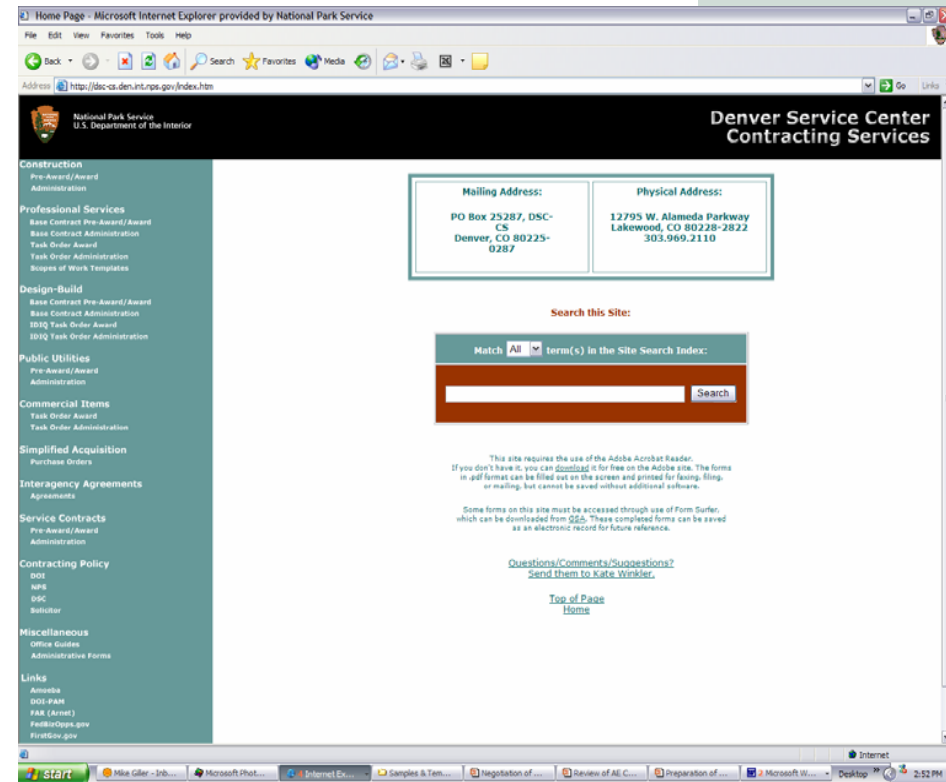 Home Page - Microsoft Internet Explorer provided by National Park Service
File Edit View Favorites Tools Help
Back Search Favorites Media
Address http://dsc-cs.den.int.nps.gov/index.htm Go Links
National Park Service
U.S. Department of the Interior
Denver Service Center
Contracting Services
Construction
Pre-Award/Award
Administration
Professional Services
Base Contract Pre-Award/Award
Base Contract Administration
Task Order Award
Task Order Administration
Scopes of Work Templates
Design-Build
Base Contract Pre-Award/Award
Base Contract Administration
IDIQ Task Order Award
IDIQ Task Order Administration
Public Utilities
Pre-Award/Award
Administration
Commercial Items
Task Order Award
Task Order Administration
Simplified Acquisition
Purchase Orders
Interagency Agreements
Agreements
Service Contracts
Pre-Award/Award
Administration
Contracting Policy
DOI
NPS
DSC
Solicitor
Miscellaneous
Office Guides
Administrative Forms
Links
Amoeba
DOI-PAM
FAR (Arnet)
FedBizOpps.gov
FirstGov.gov
Mailing Address:
PO Box 25287, DSC-
CS
Denver, CO 80225-
0287
Physical Address:
12795 W. Alameda Parkway
Lakewood, CO 80228-2822
303.969.2110
Search this Site:
Match All term(s) in the Site Search Index:
Search
This site requires the use of the Adobe Acrobat Reader.
If you don't have it, you can download it for free on the Adobe site. The forms
in .pdf format can be filled out on the screen and printed for faxing, filing,
or mailing, but cannot be saved without additional software.
Some forms on this site must be accessed through use of Form Surfer,
which can be downloaded from GSA. These completed forms can be saved
as an electronic record for future reference.
Questions/Comments/Suggestions?
Send them to Kate Winkler.
Top of Page
Home
Internet
start Mike Giller - Inb... Microsoft Phot... Internet Ex... Samples & Tem... Negotiation of ... Review of AE C... Preparation of ... 2 Microsoft W... Desktop 2:52 PM